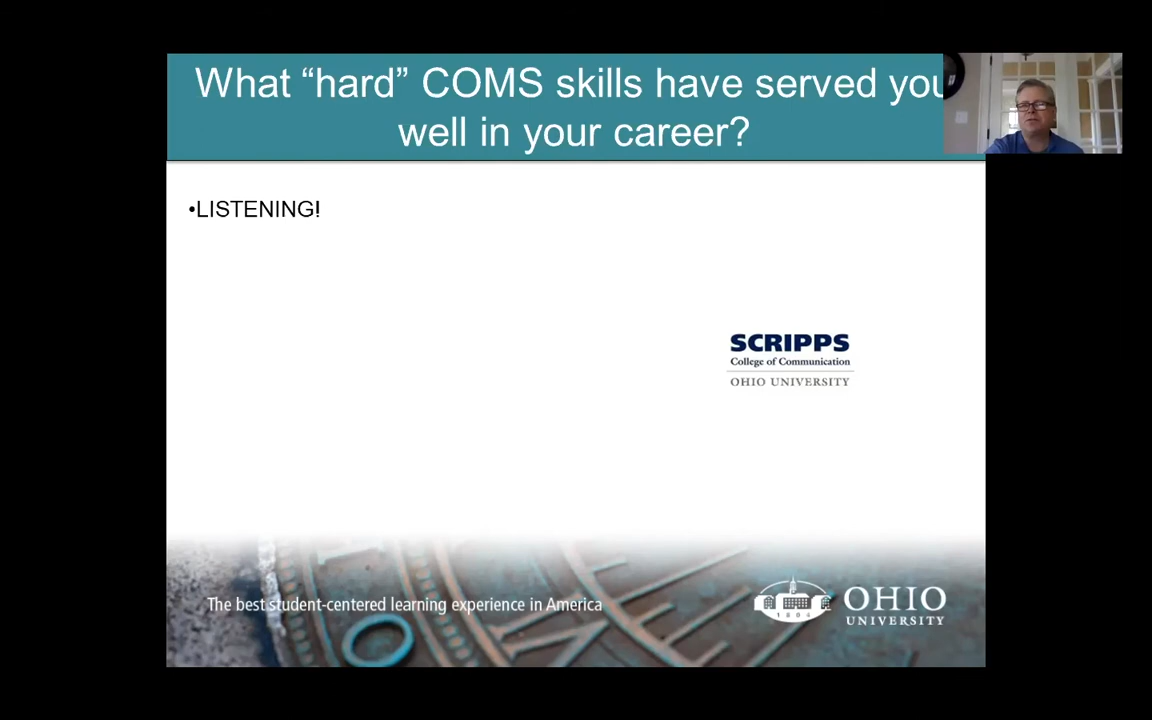 What “hard” COMS skills have served you
well in your career?
•LISTENING!
SCRIPPS
College of Communication
OHIO UNIVERSITY
The best student-centered learning experience in America
1804
OHIO
UNIVERSITY